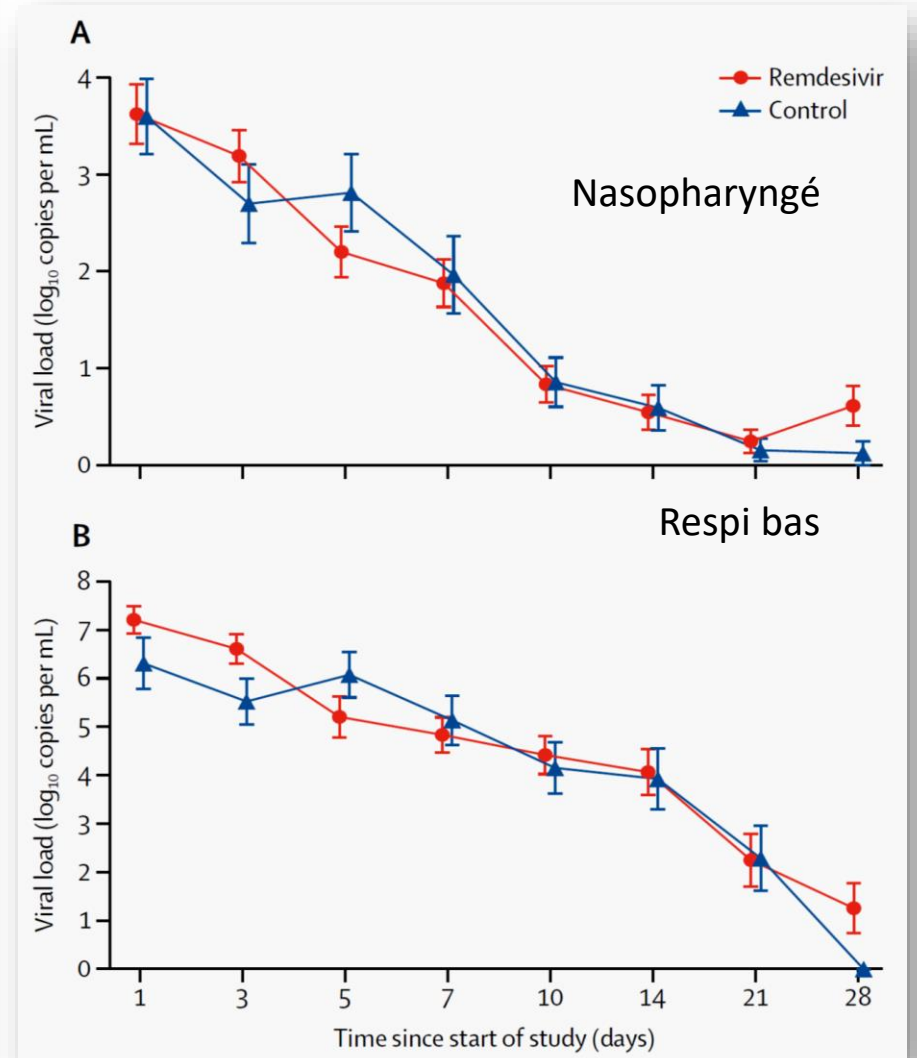 A
Remdesivir
Control
Nasopharyngé
Viral load (log₁₀ copies per mL)
4
3
2
1
0
Respi bas
B
Viral load (log₁₀ copies per mL)
8
7
6
5
4
3
2
1
0
1 3 5 7 10 14 21 28
Time since start of study (days)